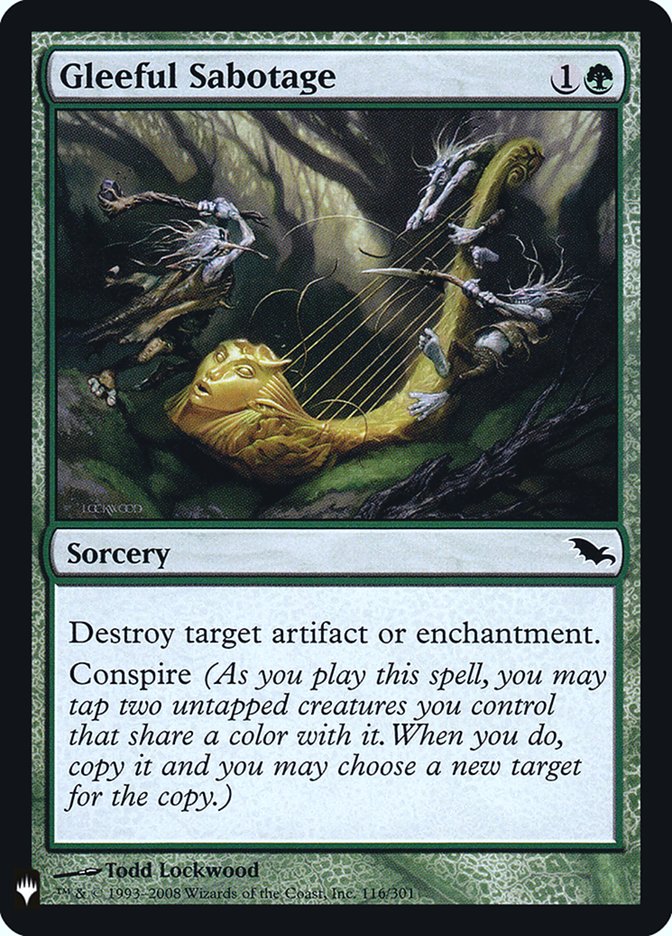 Gleeful Sabotage 1
LOCKWOOD
Sorcery
Destroy target artifact or enchantment.
Conspire (As you play this spell, you may
tap two untapped creatures you control
that share a color with it. When you do,
copy it and you may choose a new target
for the copy.)
Todd Lockwood
™ & © 1993–2008 Wizards of the Coast, Inc. 116/301